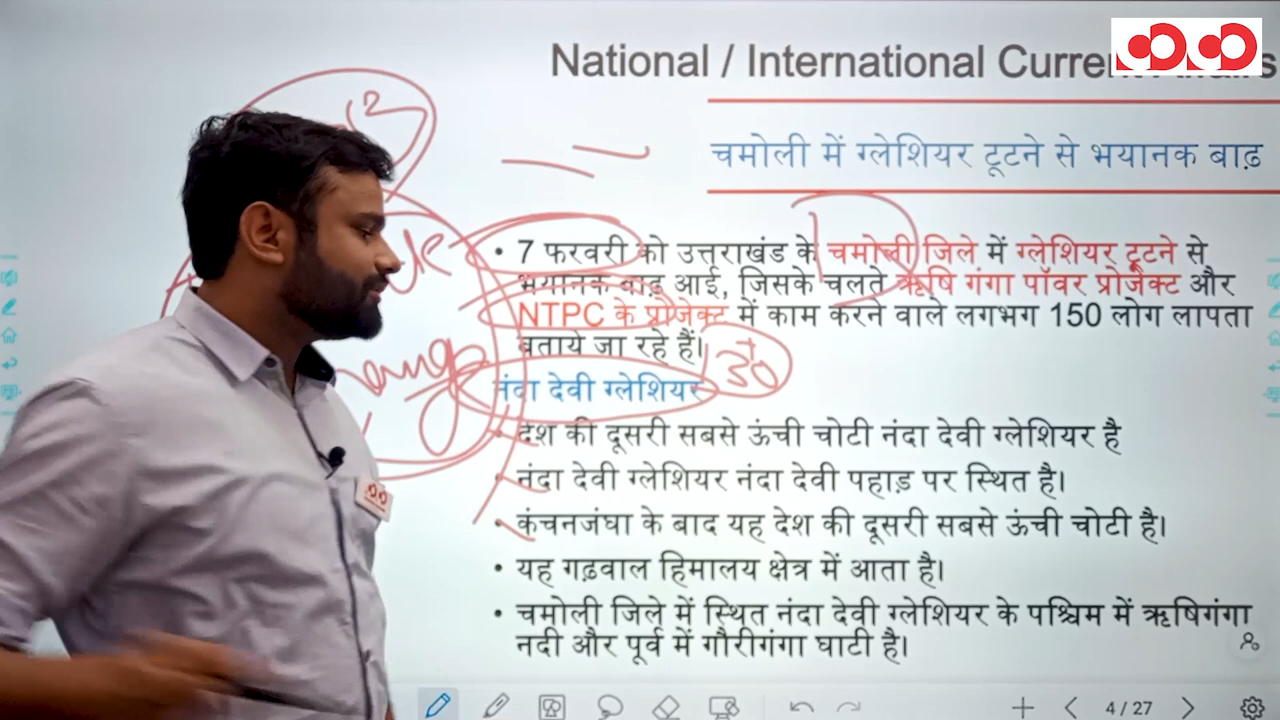 National / International Current Affairs
चमोली में ग्लेशियर टूटने से भयानक बाढ़
• 7 फरवरी को उत्तराखंड के चमोली जिले में ग्लेशियर टूटने से
भयानक बाढ़ आई, जिसके चलते ऋषि गंगा पॉवर प्रोजेक्ट और
NTPC के प्रोजेक्ट में काम करने वाले लगभग 150 लोग लापता
बताये जा रहे हैं।
30
नंदा देवी ग्लेशियर
• देश की दूसरी सबसे ऊंची चोटी नंदा देवी ग्लेशियर है
• नंदा देवी ग्लेशियर नंदा देवी पहाड़ पर स्थित है।
• कंचनजंघा के बाद यह देश की दूसरी सबसे ऊंची चोटी है।
• यह गढ़वाल हिमालय क्षेत्र में आता है।
• चमोली जिले में स्थित नंदा देवी ग्लेशियर के पश्चिम में ऋषिगंगा
नदी और पूर्व में गौरीगंगा घाटी है।
4 / 27